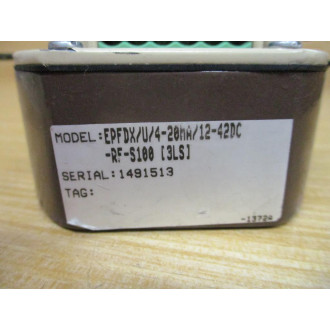 MODEL:EPFDX/U/4-20MA/12-42DC
-RF-S100 [3LS]
SERIAL:1491513
TAG:
-13724